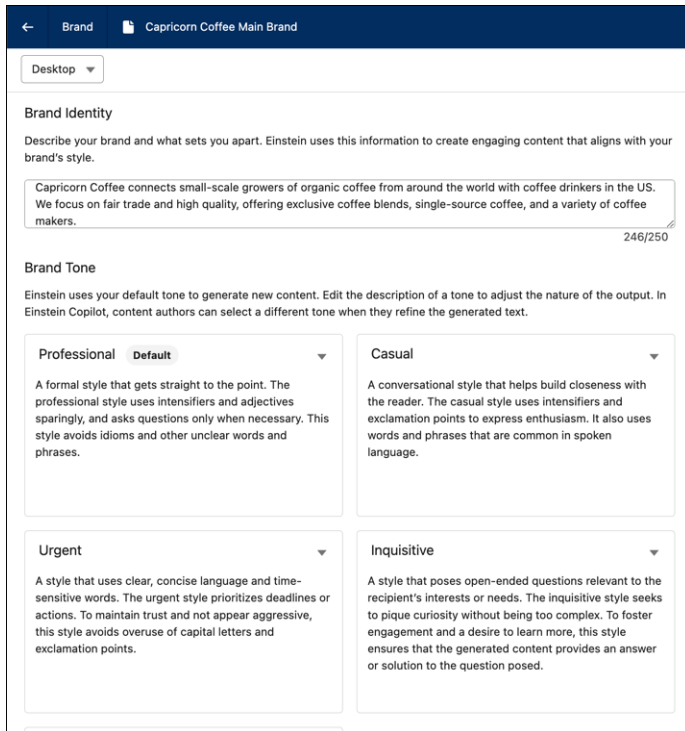 Brand
Capricorn Coffee Main Brand
Desktop
Brand Identity
Describe your brand and what sets you apart. Einstein uses this information to create engaging content that aligns with your
brand's style.
Capricorn Coffee connects small-scale growers of organic coffee from around the world with coffee drinkers in the US.
We focus on fair trade and high quality, offering exclusive coffee blends, single-source coffee, and a variety of coffee
makers.
246/250
Brand Tone
Einstein uses your default tone to generate new content. Edit the description of a tone to adjust the nature of the output. In
Einstein Copilot, content authors can select a different tone when they refine the generated text.
Professional Default
A formal style that gets straight to the point. The
professional style uses intensifiers and adjectives
sparingly, and asks questions only when necessary. This
style avoids idioms and other unclear words and
phrases.
Casual
A conversational style that helps build closeness with
the reader. The casual style uses intensifiers and
exclamation points to express enthusiasm. It also uses
words and phrases that are common in spoken
language.
Urgent
A style that uses clear, concise language and time-
sensitive words. The urgent style prioritizes deadlines or
actions. To maintain trust and not appear aggressive,
this style avoids overuse of capital letters and
exclamation points.
Inquisitive
A style that poses open-ended questions relevant to the
recipient's interests or needs. The inquisitive style seeks
to pique curiosity without being too complex. To foster
engagement and a desire to learn more, this style
ensures that the generated content provides an answer
or solution to the question posed.